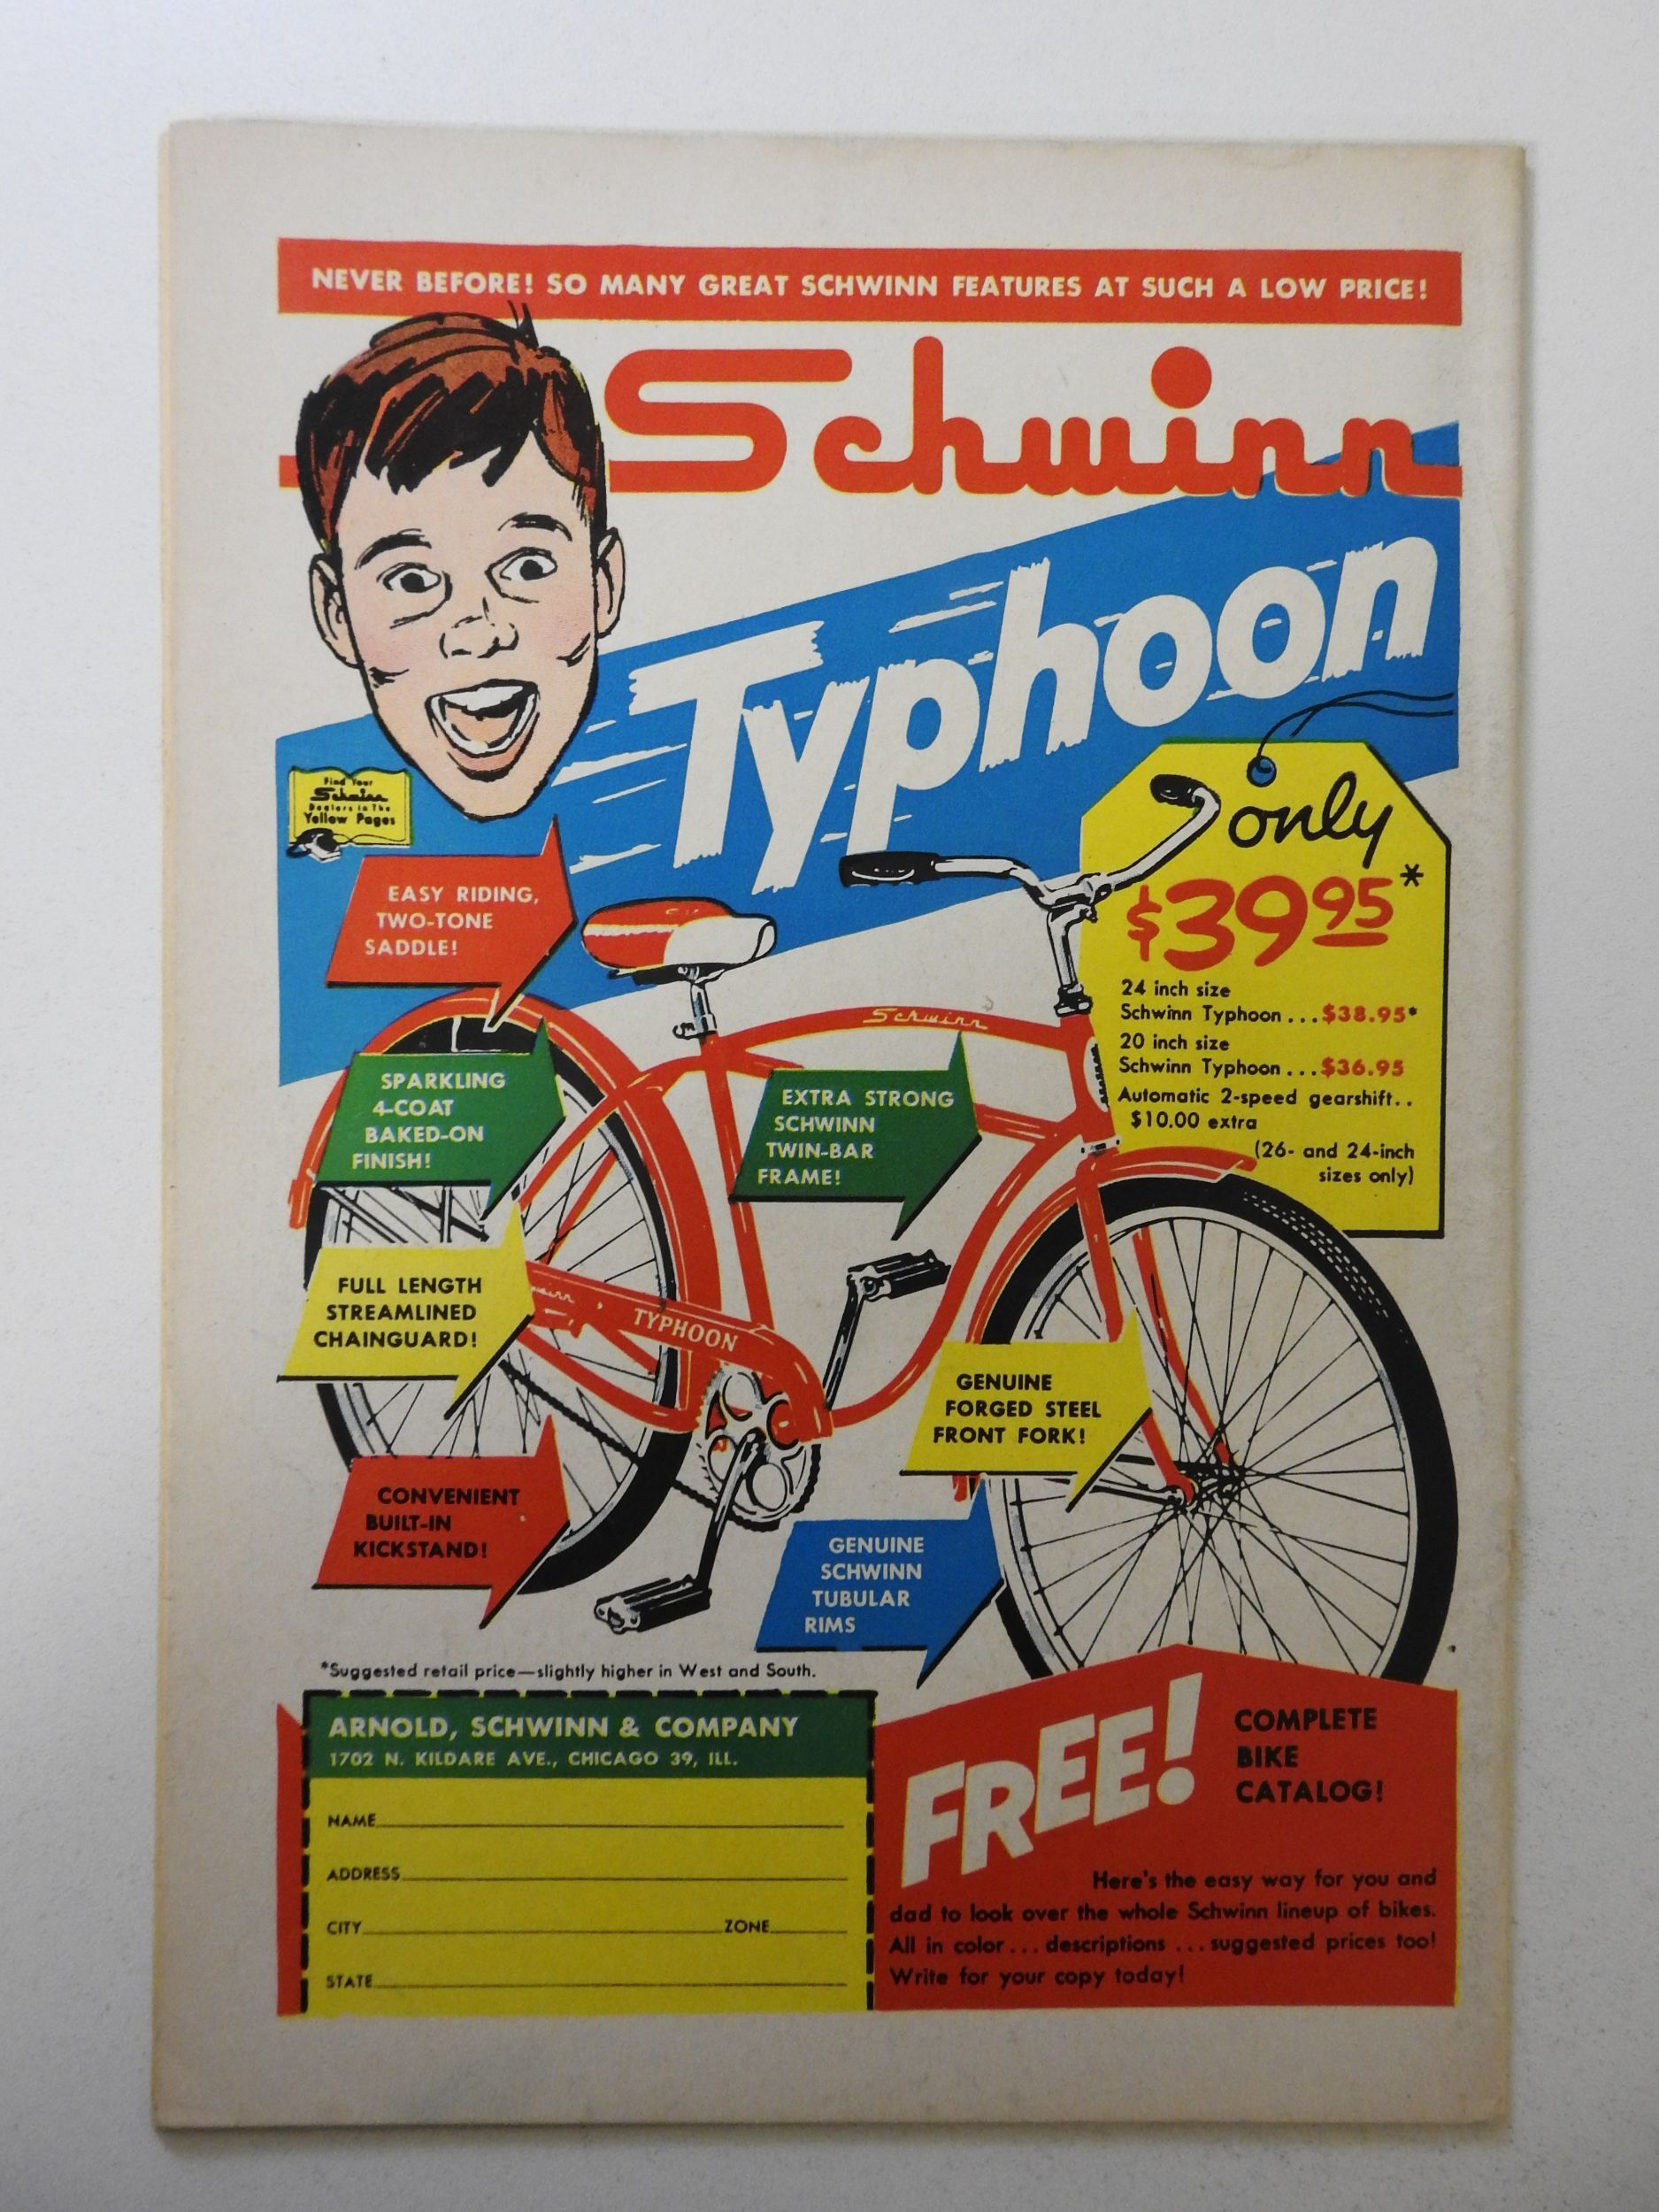 NEVER BEFORE! SO MANY GREAT SCHWINN FEATURES AT SUCH A LOW PRICE!
Schwinn
Typhoon
Find Your
Schwinn
Dealers in The
Yellow Pages
only
$39.95*
24 inch size
Schwinn Typhoon...$38.95*
20 inch size
Schwinn Typhoon...$36.95
Automatic 2-speed gearshift..
$10.00 extra
(26- and 24-inch
sizes only)
EASY RIDING,
TWO-TONE
SADDLE!
Schwinn
SPARKLING
4-COAT
BAKED-ON
FINISH!
EXTRA STRONG
SCHWINN
TWIN-BAR
FRAME!
FULL LENGTH
STREAMLINED
CHAINGUARD!
TYPHOON
GENUINE
FORGED STEEL
FRONT FORK!
CONVENIENT
BUILT-IN
KICKSTAND!
GENUINE
SCHWINN
TUBULAR
RIMS
*Suggested retail price—slightly higher in West and South.
ARNOLD, SCHWINN & COMPANY
1702 N. KILDARE AVE., CHICAGO 39, ILL.
NAME
ADDRESS
CITY ZONE
STATE
FREE!
COMPLETE
BIKE
CATALOG!
Here's the easy way for you and
dad to look over the whole Schwinn lineup of bikes.
All in color... descriptions ... suggested prices too!
Write for your copy today!